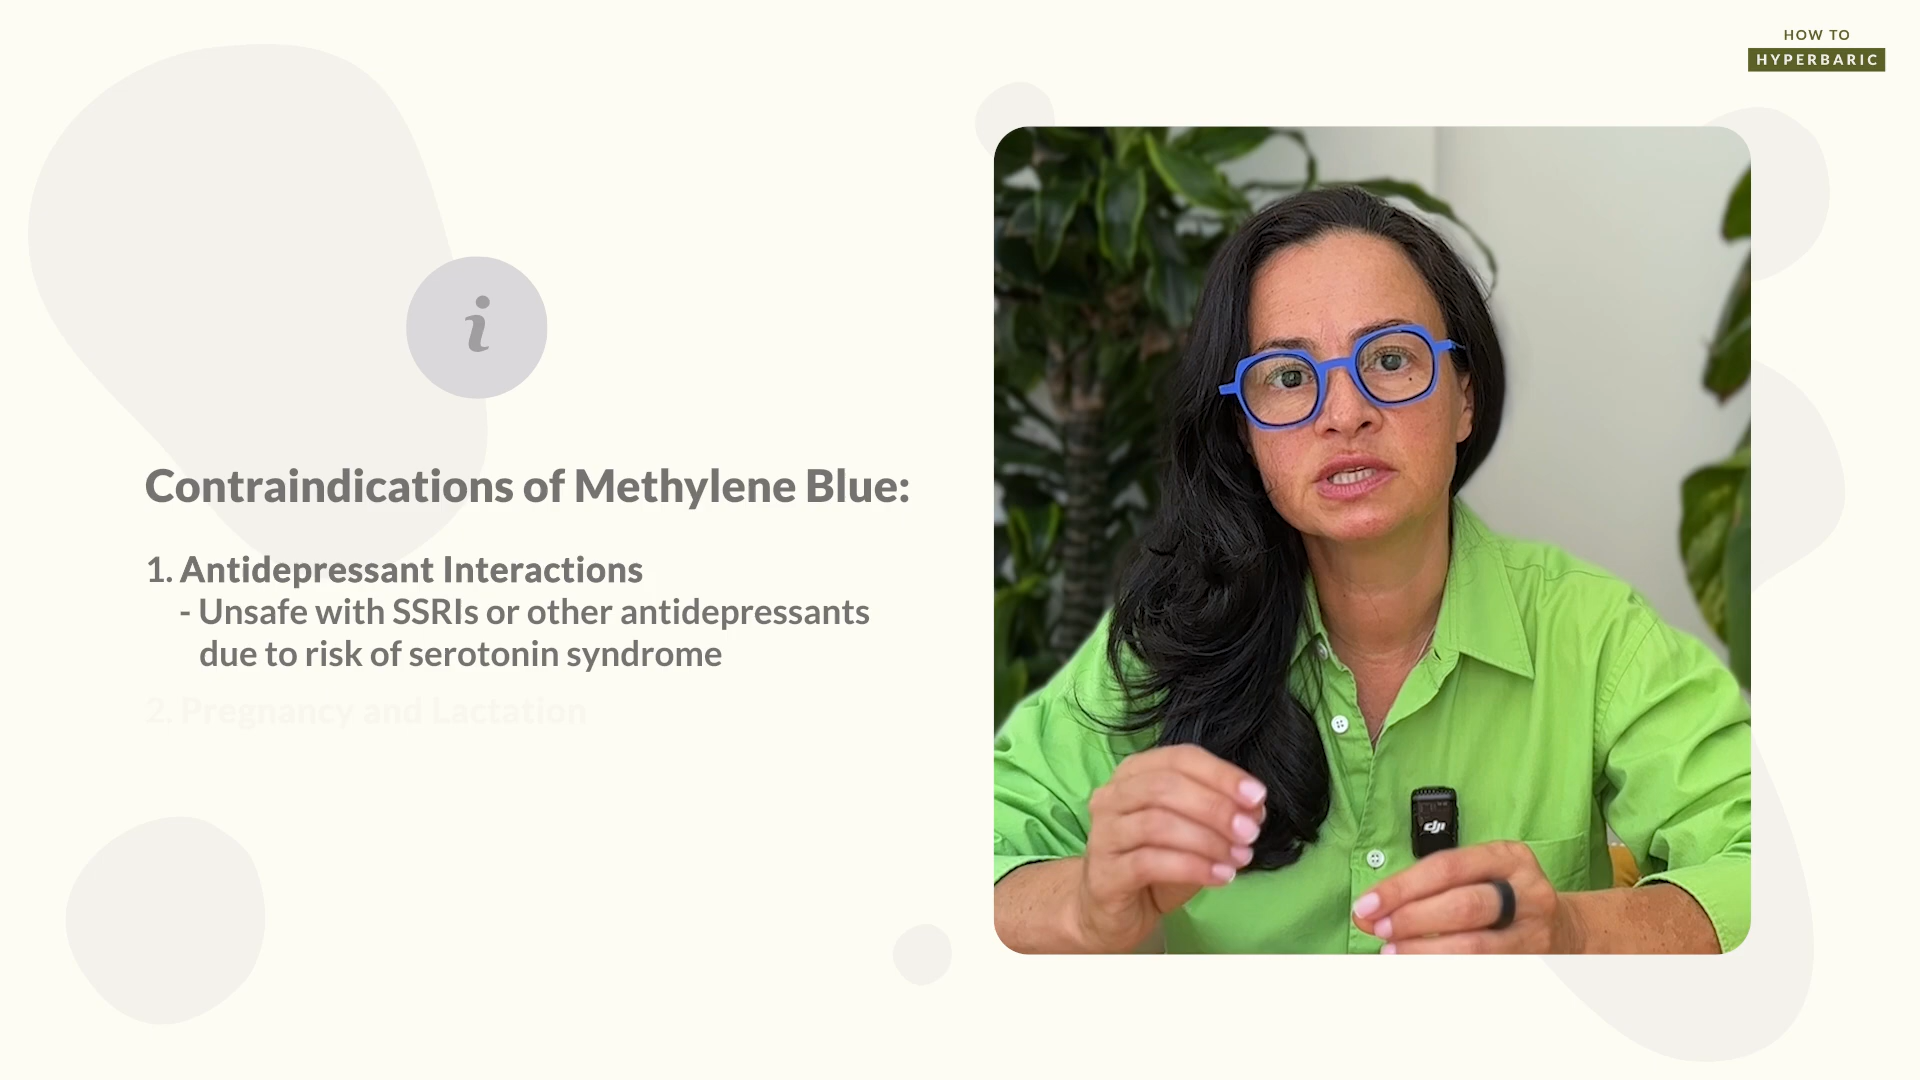 HOW TO
HYPERBARIC
i
Contraindications of Methylene Blue:
1. Antidepressant Interactions
- Unsafe with SSRIs or other antidepressants
due to risk of serotonin syndrome
2. Pregnancy and Lactation
dji